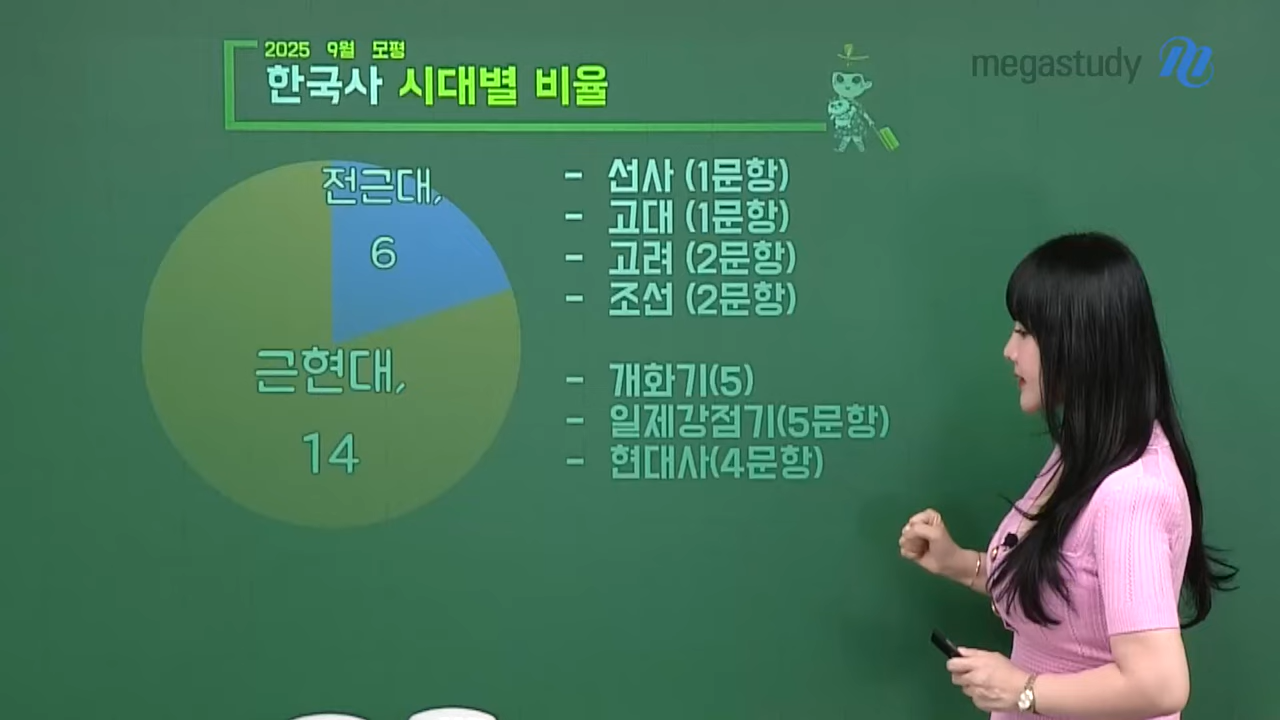 2025 9월 모평
한국사 시대별 비율
megastudy
전근대,
6
근현대,
14
- 선사 (1문항)
- 고대 (1문항)
- 고려 (2문항)
- 조선 (2문항)
- 개화기(5)
- 일제강점기(5문항)
- 현대사(4문항)